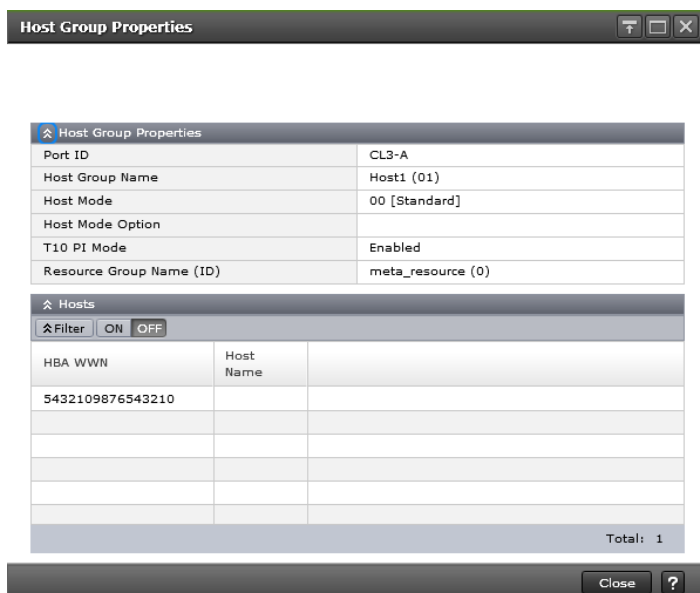 Host Group Properties
Host Group Properties
Port ID CL3-A
Host Group Name Host1 (01)
Host Mode 00 [Standard]
Host Mode Option
T10 PI Mode Enabled
Resource Group Name (ID) meta_resource (0)
Hosts
Filter ON OFF
HBA WWN Host
Name
5432109876543210
Total: 1
Close ?